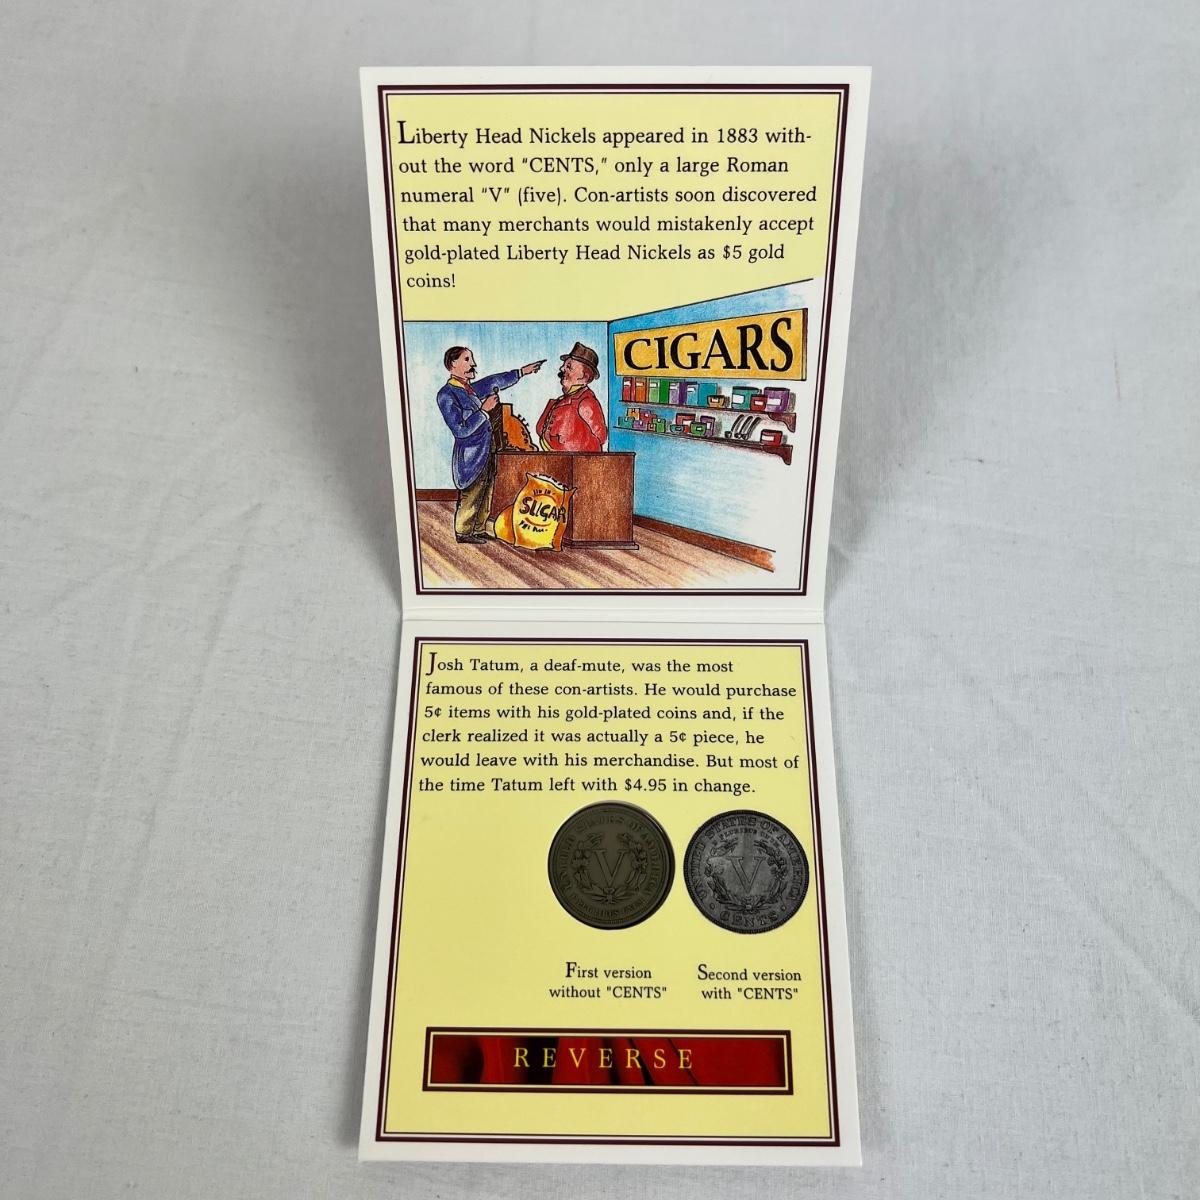 Liberty Head Nickels appeared in 1883 with-
out the word "CENTS," only a large Roman
numeral "V" (five). Con-artists soon discovered
that many merchants would mistakenly accept
gold-plated Liberty Head Nickels as $5 gold
coins!
CIGARS
SUGAR
Josh Tatum, a deaf-mute, was the most
famous of these con-artists. He would purchase
5¢ items with his gold-plated coins and, if the
clerk realized it was actually a 5¢ piece, he
would leave with his merchandise. But most of
the time Tatum left with $4.95 in change.
UNITED STATES OF AMERICA
V
E PLURIBUS UNUM
UNITED STATES OF AMERICA
E PLURIBUS UNUM
V
CENTS
First version
without "CENTS"
Second version
with "CENTS"
REVERSE